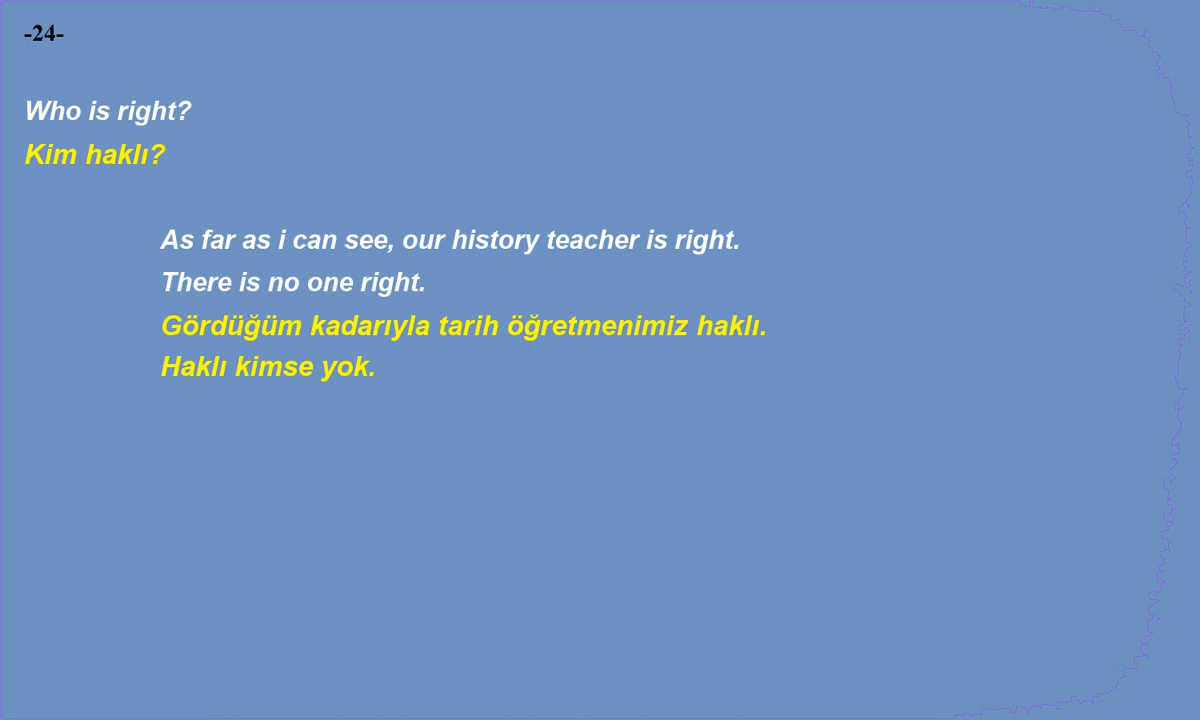 -24-
Who is right?
Kim haklı?
As far as i can see, our history teacher is right.
There is no one right.
Gördüğüm kadarıyla tarih öğretmenimiz haklı.
Haklı kimse yok.